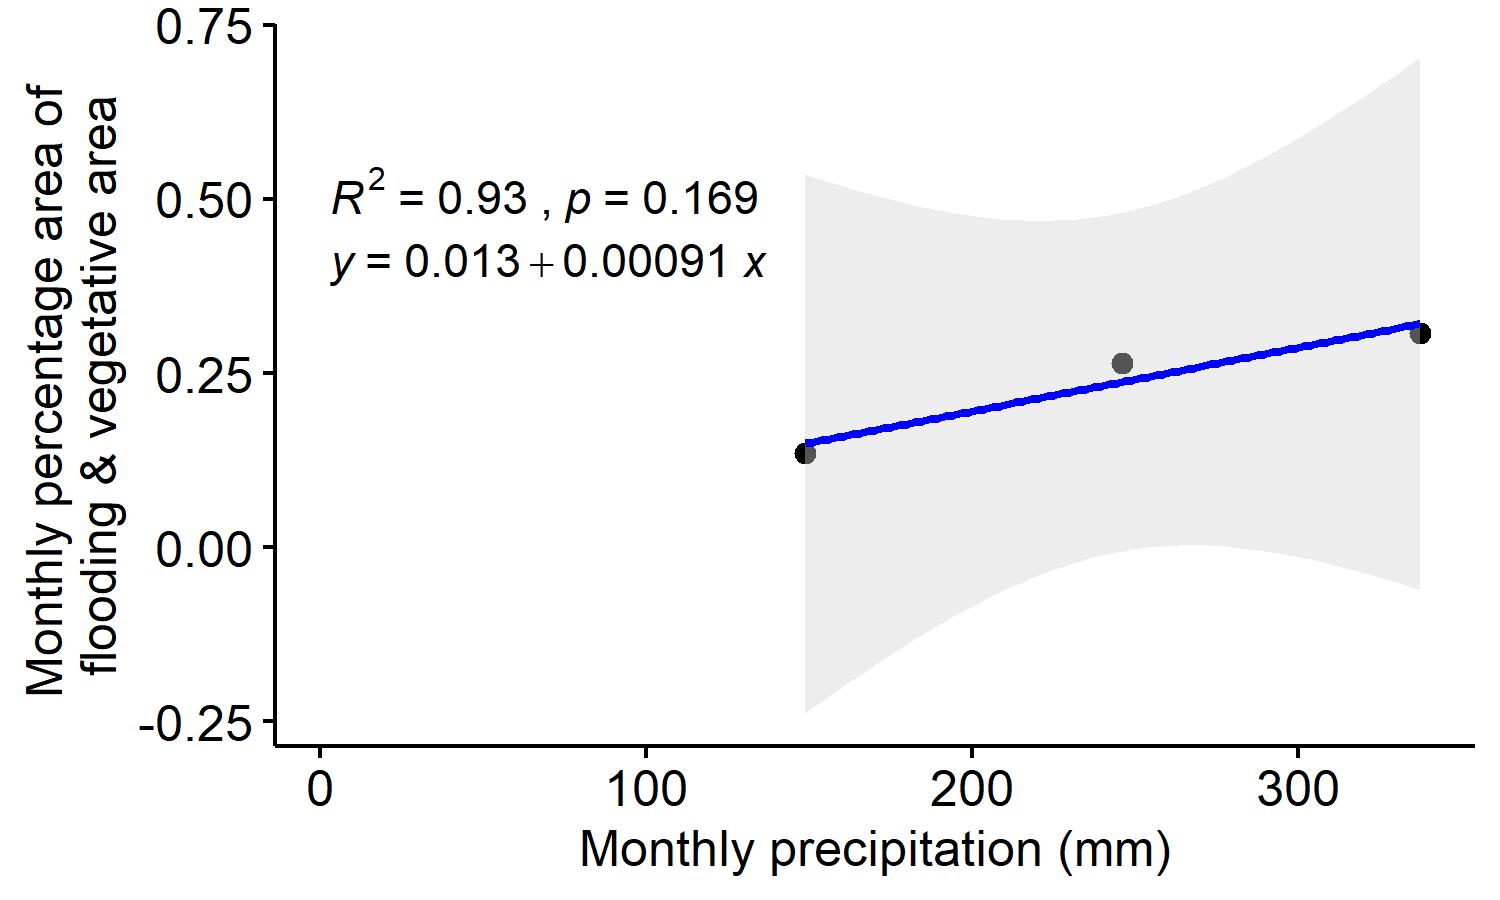 Monthly percentage area of
flooding & vegetative area
0.75
0.50
0.25
0.00
-0.25
R² = 0.93 , p = 0.169
y = 0.013 + 0.00091 x
0 100 200 300
Monthly precipitation (mm)